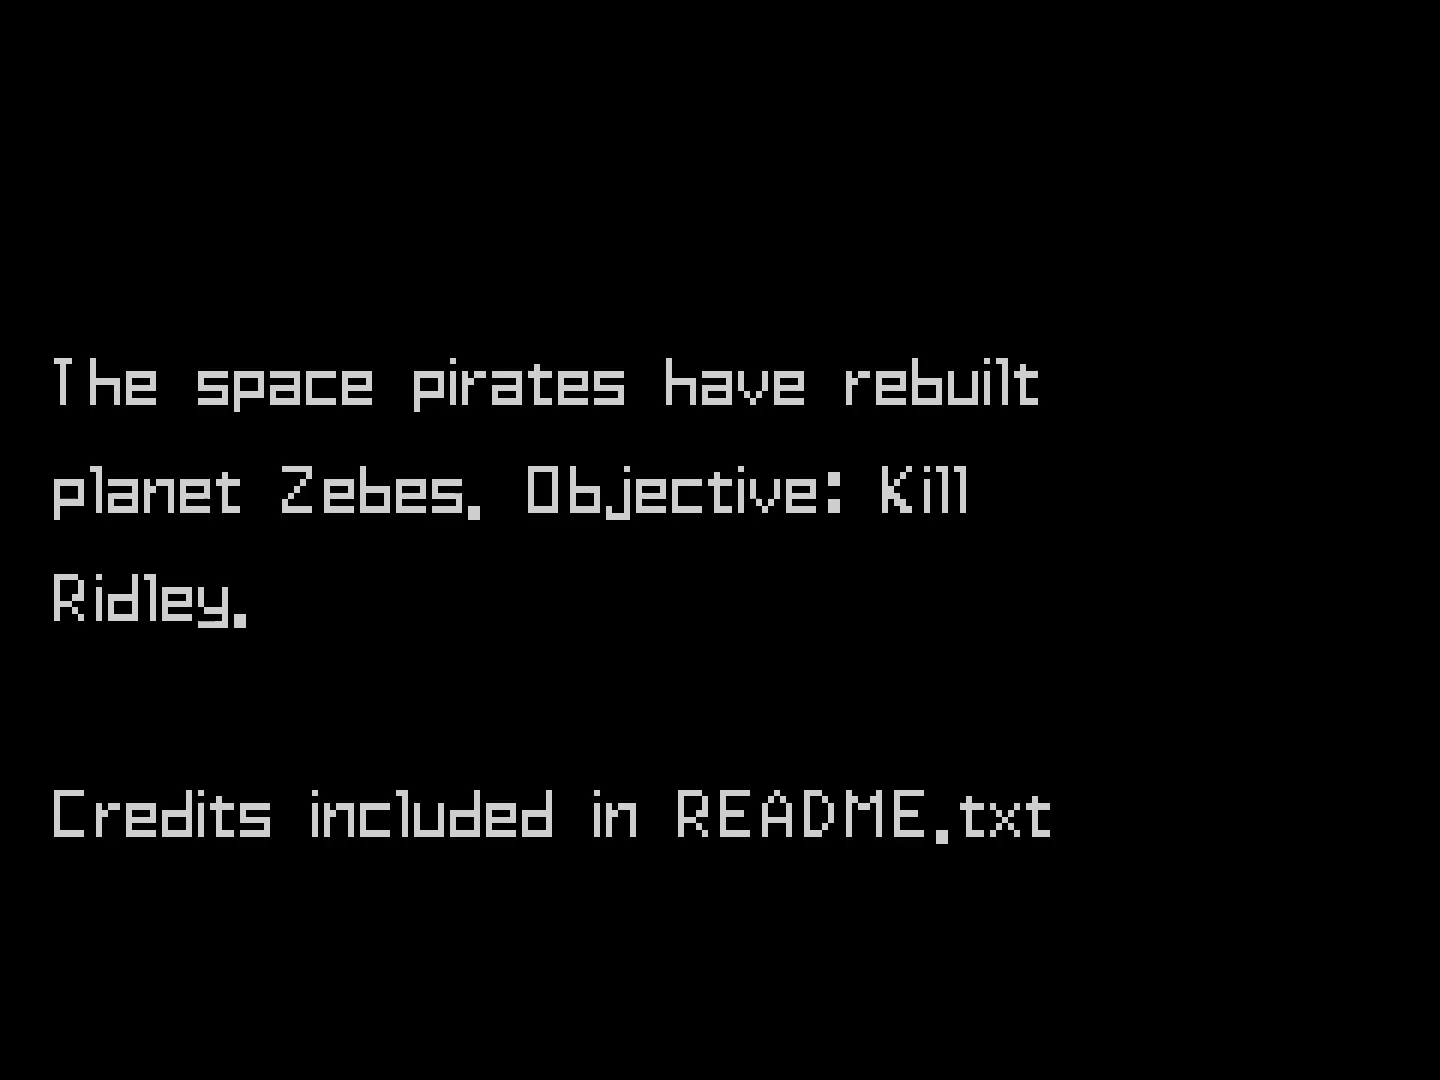 The space pirates have rebuilt
planet Zebes. Objective: Kill
Ridley.
Credits included in README.txt